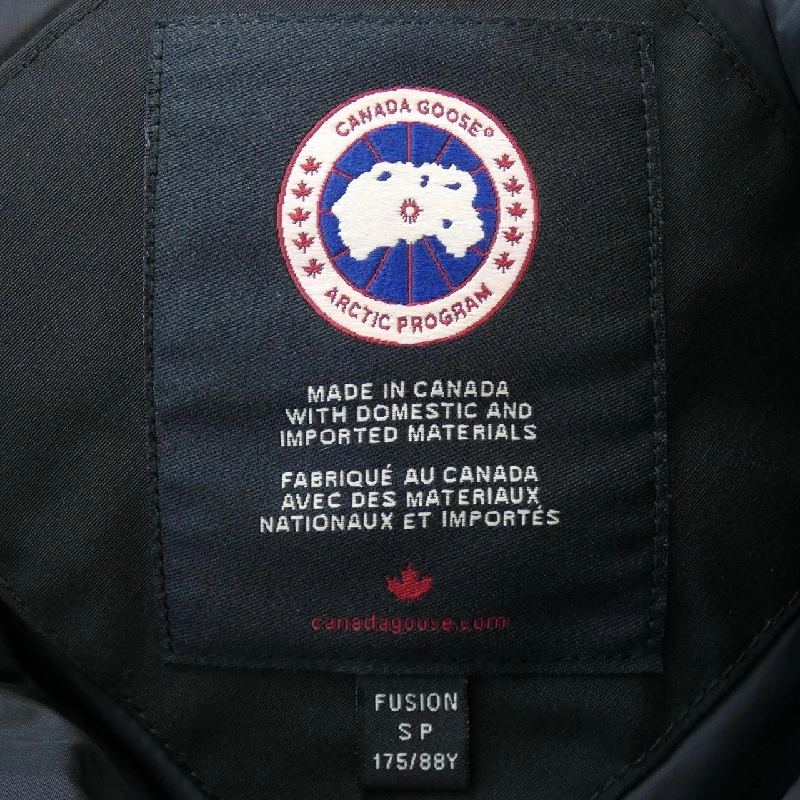 CANADA GOOSE®
ARCTIC PROGRAM
MADE IN CANADA
WITH DOMESTIC AND
IMPORTED MATERIALS
FABRIQUÉ AU CANADA
AVEC DES MATERIAUX
NATIONAUX ET IMPORTÉS
canadagoose.com
FUSION
S P
175/88Y